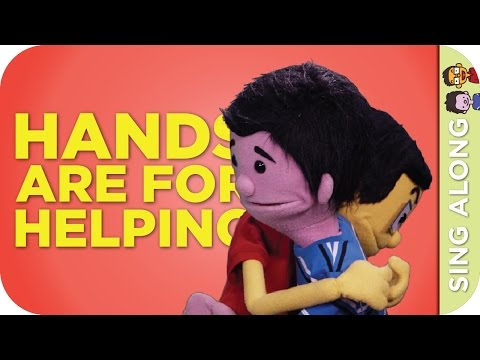 HANDS
ARE FOR
HELPING
SING ALONG